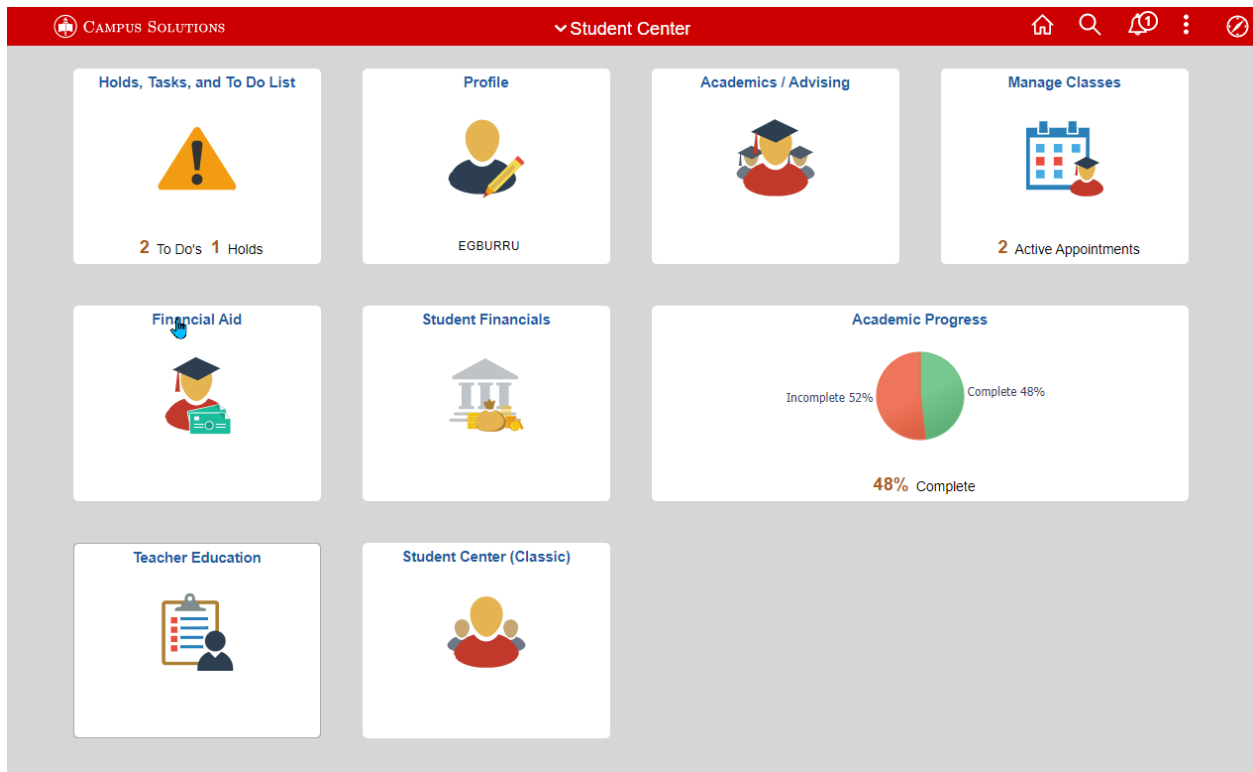 CAMPUS SOLUTIONS
Student Center
1
Holds, Tasks, and To Do List
2 To Do's 1 Holds
Profile
EGBURRU
Academics / Advising
Manage Classes
2 Active Appointments
Financial Aid
Student Financials
Academic Progress
Incomplete 52%
Complete 48%
48% Complete
Teacher Education
Student Center (Classic)